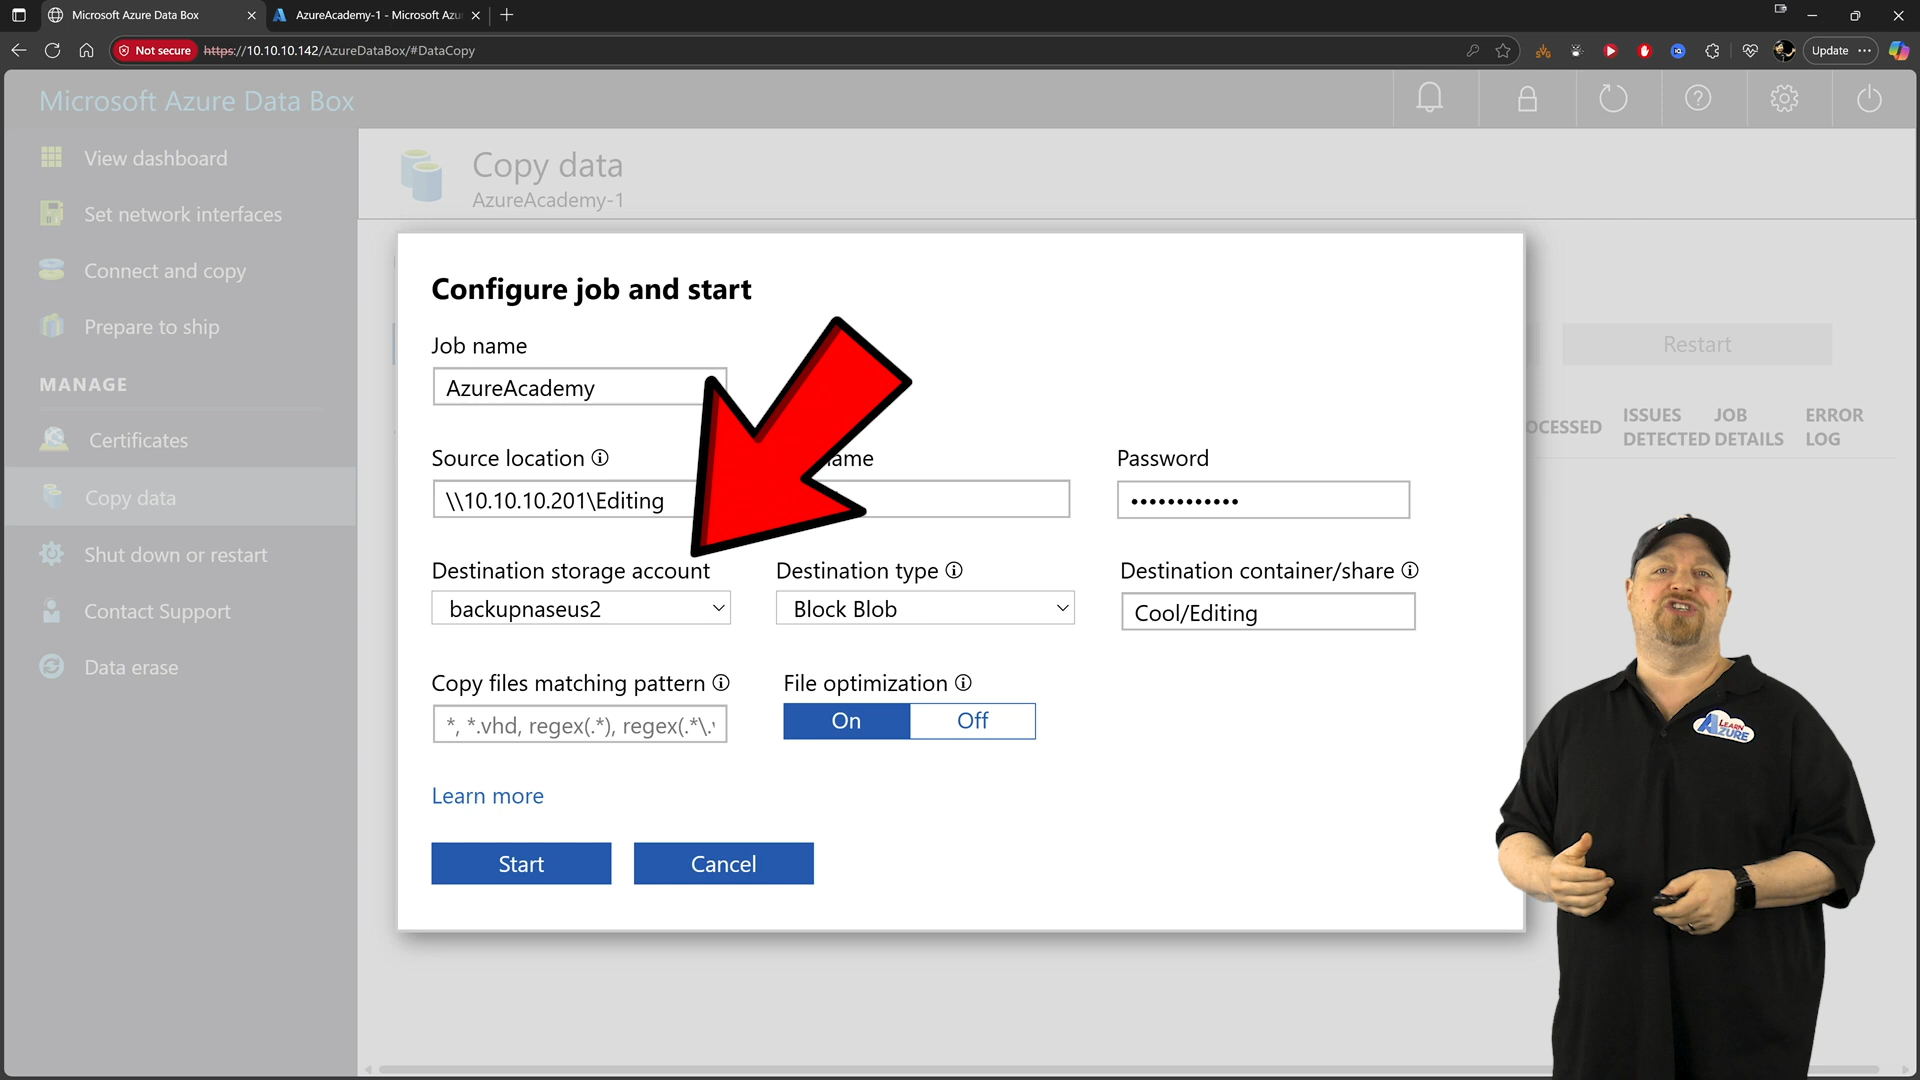 Microsoft Azure Data Box
AzureAcademy-1 - Microsoft Azu
Not secure
https://10.10.10.142/AzureDataBox/#DataCopy
Update
Microsoft Azure Data Box
View dashboard
Set network interfaces
Connect and copy
Prepare to ship
MANAGE
Certificates
Copy data
Shut down or restart
Contact Support
Data erase
Copy data
AzureAcademy-1
Restart
OCESSED
ISSUES DETECTED
JOB DETAILS
ERROR LOG
Configure job and start
Job name
AzureAcademy
Source location
ame
Password
\\10.10.10.201\Editing
••••••••••••
Destination storage account
Destination type
Destination container/share
backupnaseus2
Block Blob
Cool/Editing
Copy files matching pattern
File optimization
*, *.vhd, regex(.*), regex(.*\.
On
Off
Learn more
Start
Cancel
LEARN
AZURE